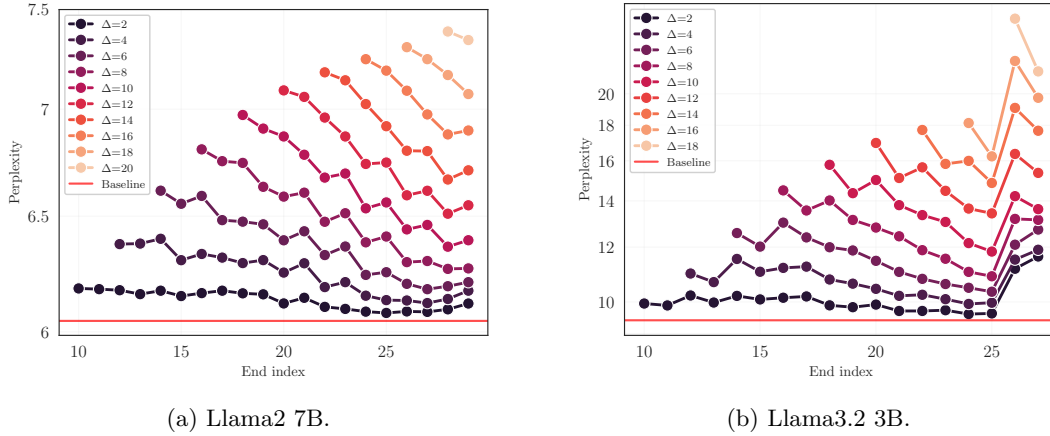 7.5
7
6.5
6
Perplexity
Δ=2
Δ=4
Δ=6
Δ=8
Δ=10
Δ=12
Δ=14
Δ=16
Δ=18
Δ=20
Baseline
10 15 20 25
End index
(a) Llama2 7B.
20
18
16
14
12
10
Perplexity
Δ=2
Δ=4
Δ=6
Δ=8
Δ=10
Δ=12
Δ=14
Δ=16
Δ=18
Baseline
10 15 20 25
End index
(b) Llama3.2 3B.